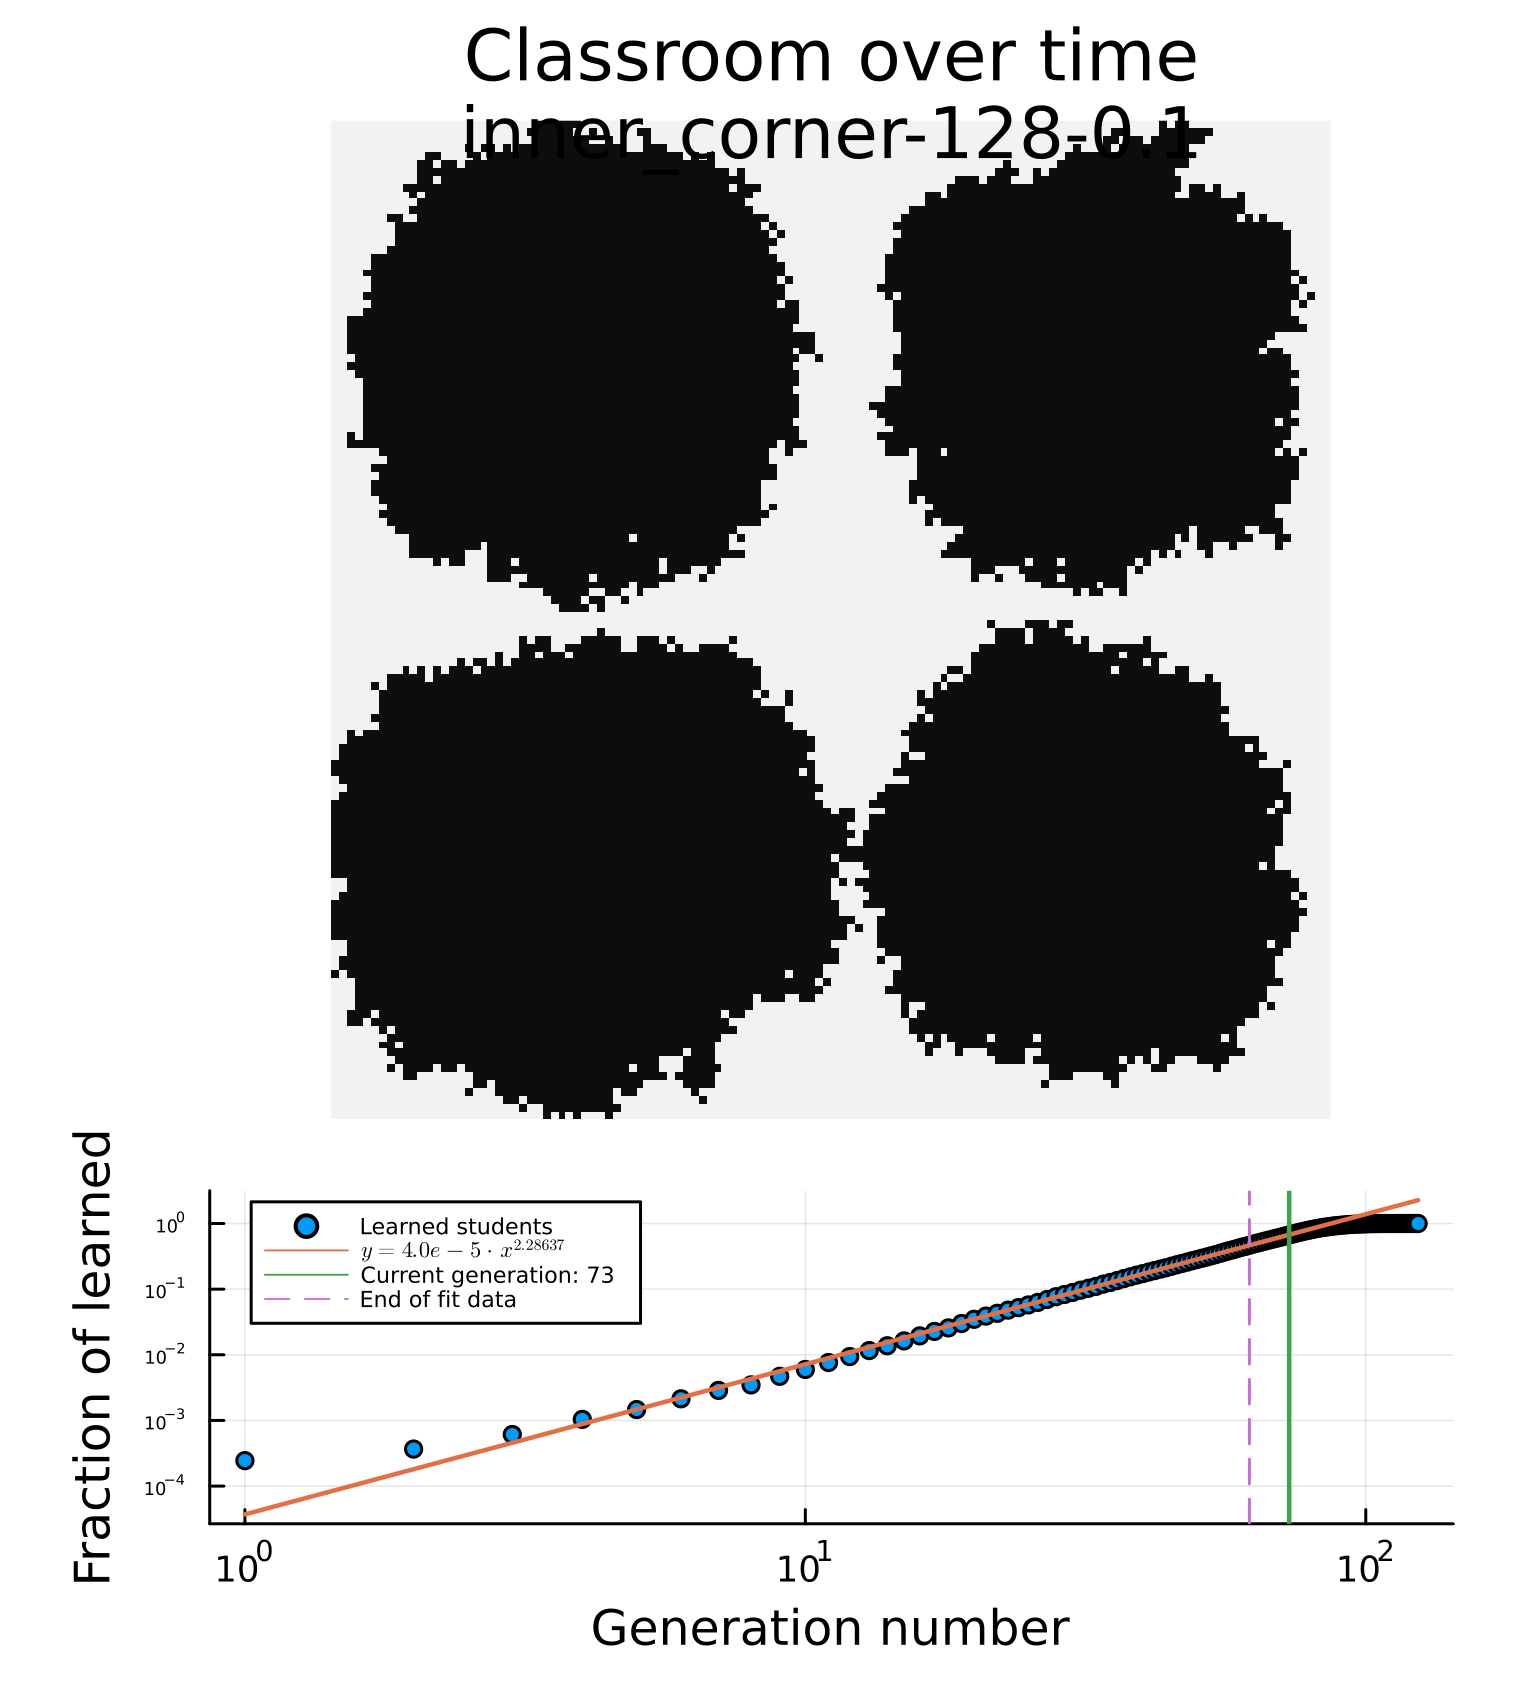 Classroom over time
inner_corner-128-0.1
Fraction of learned
10^0
10^−1
10^−2
10^−3
10^−4
Learned students
y = 4.0e − 5 · x^2.28637
Current generation: 73
End of fit data
10^0
10^1
10^2
Generation number